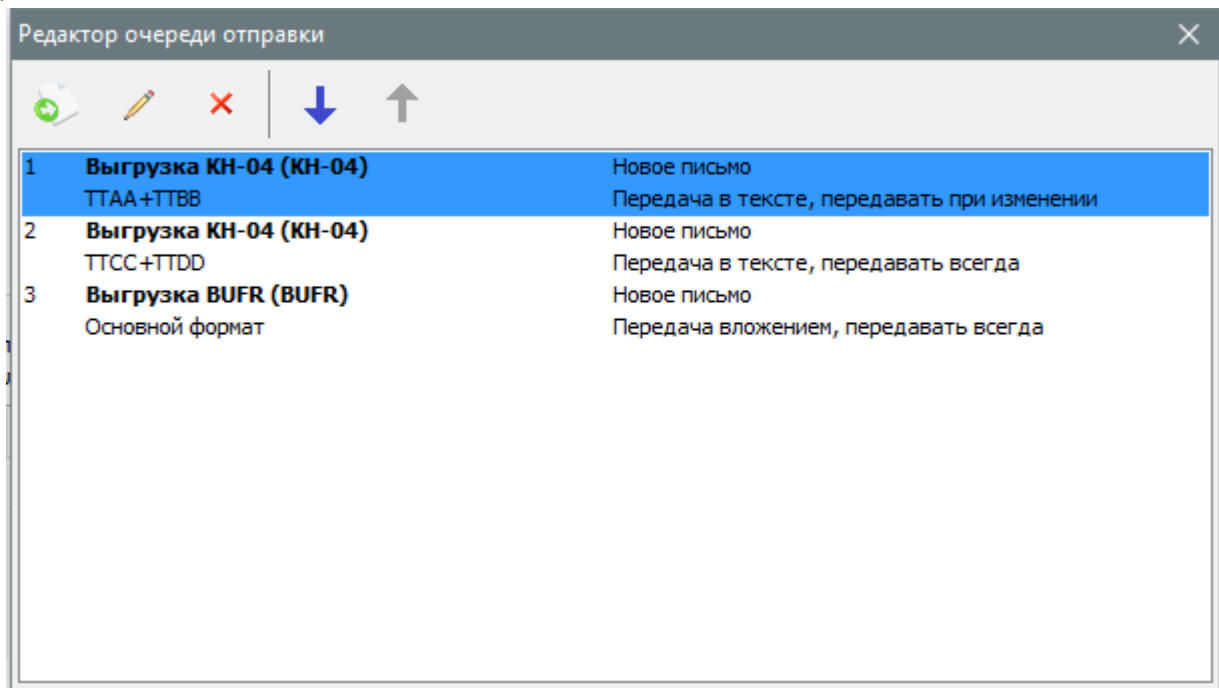 Редактор очереди отправки
1 Выгрузка КН-04 (КН-04) Новое письмо
TTAA+TTBB Передача в тексте, передавать при изменении
2 Выгрузка КН-04 (КН-04) Новое письмо
TTCC+TTDD Передача в тексте, передавать всегда
3 Выгрузка BUFR (BUFR) Новое письмо
Основной формат Передача вложением, передавать всегда